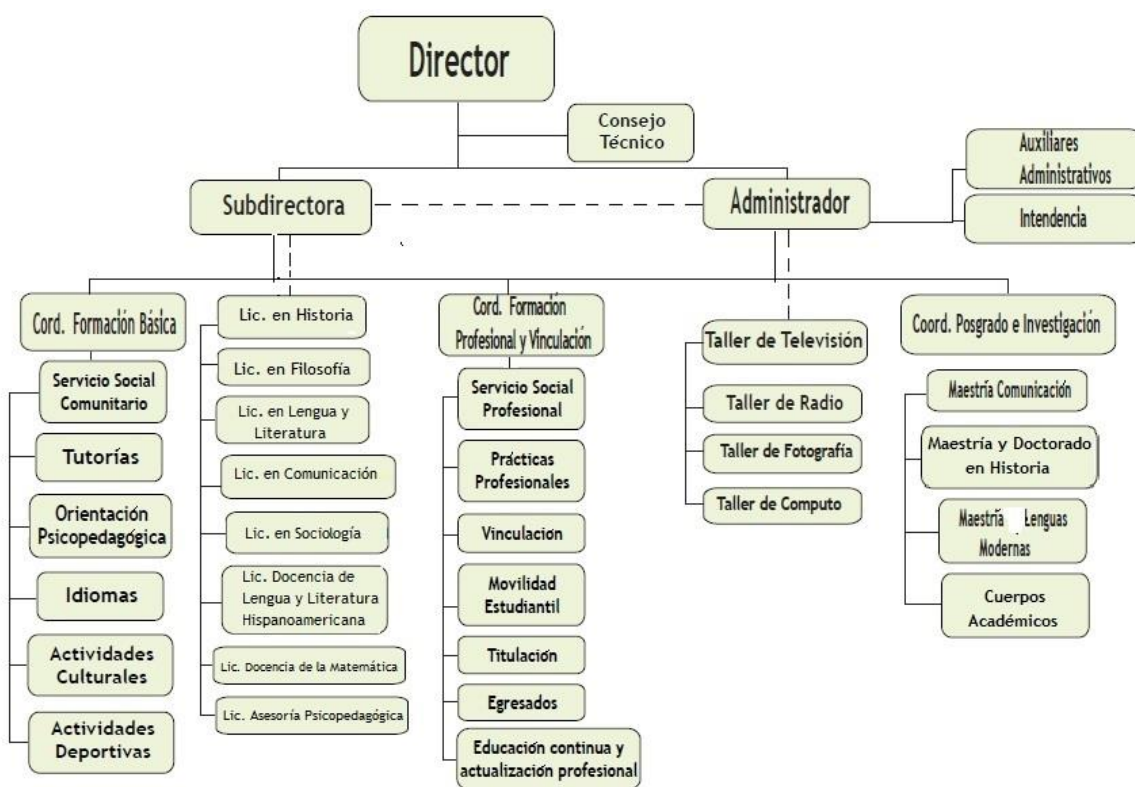 Director
Consejo
Técnico
Auxiliares
Administrativos
Intendencia
Subdirectora
Administrador
Cord. Formación Básica
Servicio Social
Comunitario
Tutorías
Orientación
Psicopedagógica
Idiomas
Actividades
Culturales
Actividades
Deportivas
Lic. en Historia
Lic. en Filosofía
Lic. en Lengua y
Literatura
Lic. en Comunicación
Lic. en Sociología
Lic. Docencia de
Lengua y Literatura
Hispanoamericana
Lic. Docencia de la Matemática
Lic. Asesoría Psicopedagógica
Cord. Formación
Profesional y Vinculación
Servicio Social
Profesional
Prácticas
Profesionales
Vinculación
Movilidad
Estudiantil
Titulación
Egresados
Educación continua y
actualización profesional
Taller de Televisión
Taller de Radio
Taller de Fotografía
Taller de Computo
Coord. Posgrado e Investigación
Maestría Comunicación
Maestría y Doctorado
en Historia
Maestría Lenguas
Modernas
Cuerpos
Académicos